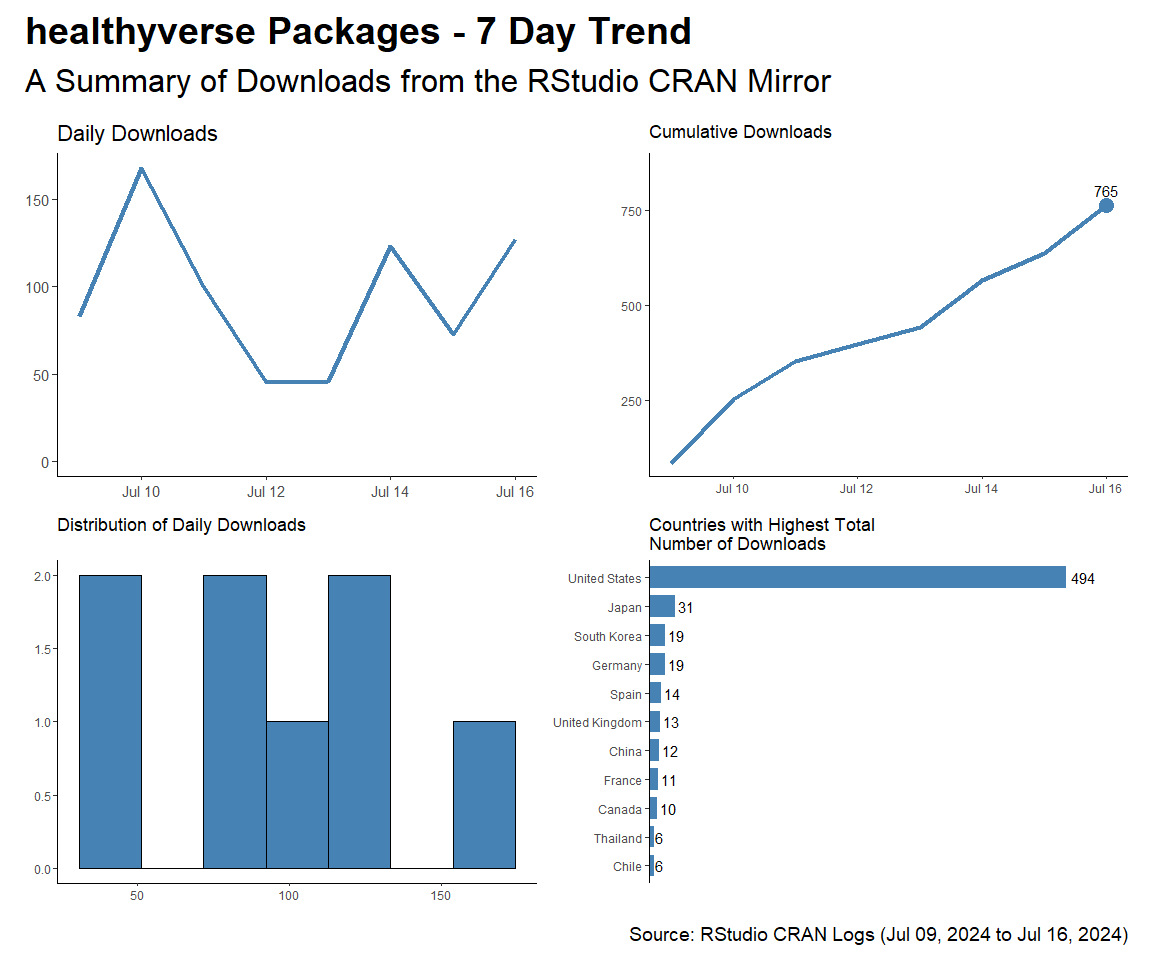 healthyverse Packages - 7 Day Trend
A Summary of Downloads from the RStudio CRAN Mirror
Daily Downloads
150
100
50
0
Jul 10 Jul 12 Jul 14 Jul 16
Cumulative Downloads
765
750
500
250
Jul 10 Jul 12 Jul 14 Jul 16
Distribution of Daily Downloads
2.0
1.5
1.0
0.5
0.0
50 100 150
Countries with Highest Total
Number of Downloads
United States 494
Japan 31
South Korea 19
Germany 19
Spain 14
United Kingdom 13
China 12
France 11
Canada 10
Thailand 6
Chile 6
Source: RStudio CRAN Logs (Jul 09, 2024 to Jul 16, 2024)